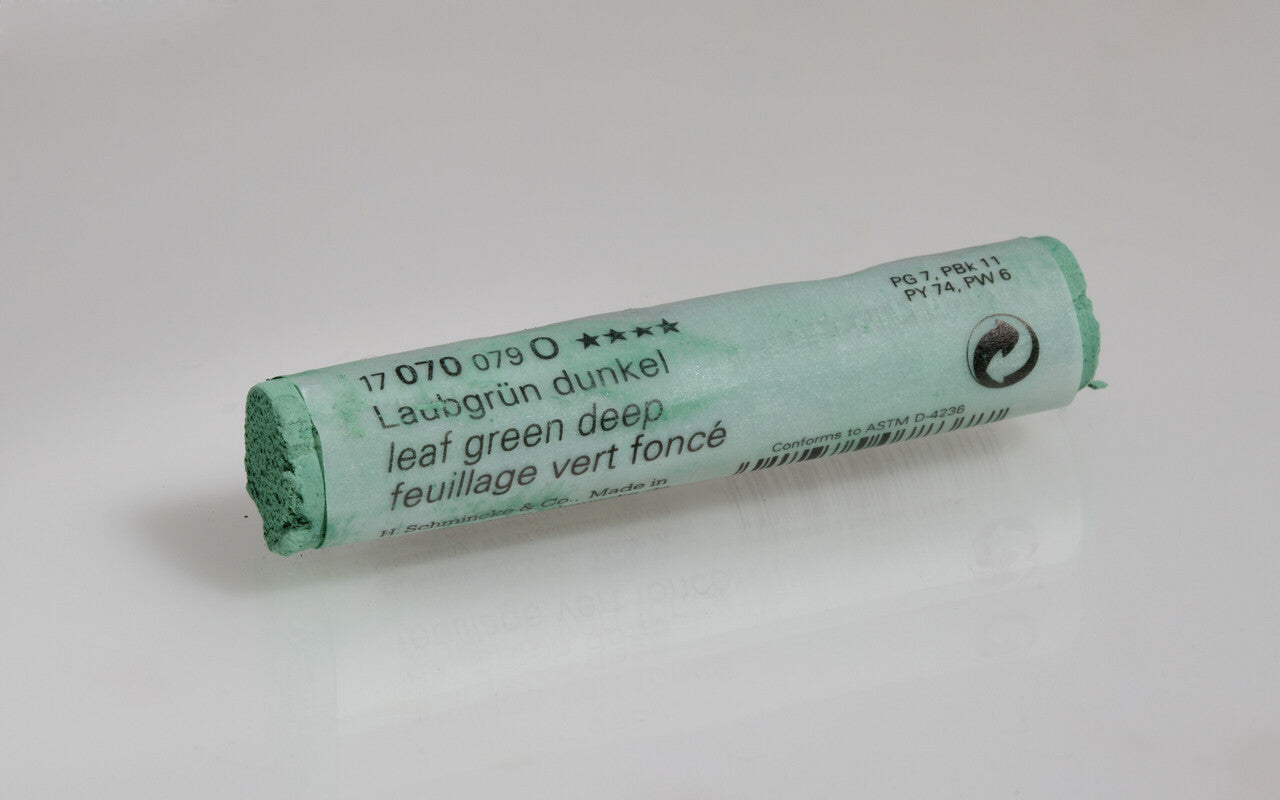 17 070 079 O ★★★★
Laubgrün dunkel
leaf green deep
feuillage vert foncé
H. Schmincke & Co., Made in
PG 7, PBk 11
PY 74, PW 6
Conforms to ASTM D-4236